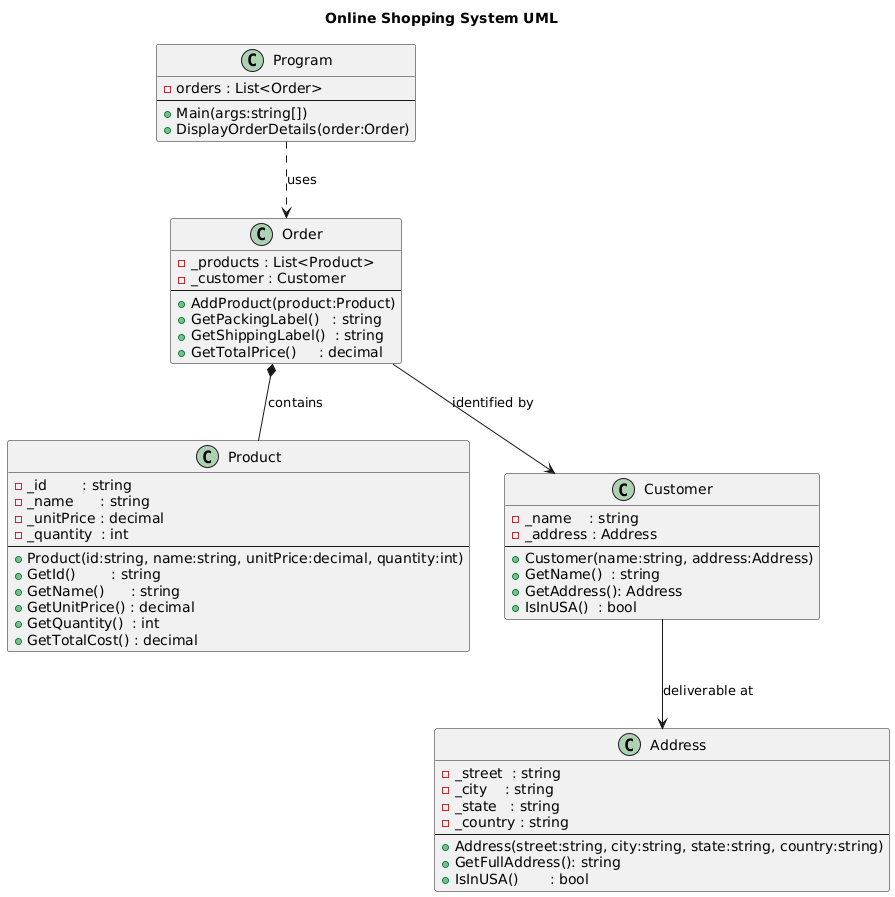 Online Shopping System UML
C Program
orders : List<Order>
Main(args:string[])
DisplayOrderDetails(order:Order)
uses
C Order
_products : List<Product>
_customer : Customer
AddProduct(product:Product)
GetPackingLabel() : string
GetShippingLabel() : string
GetTotalPrice() : decimal
contains
identified by
C Product
_id : string
_name : string
_unitPrice : decimal
_quantity : int
Product(id:string, name:string, unitPrice:decimal, quantity:int)
GetId() : string
GetName() : string
GetUnitPrice() : decimal
GetQuantity() : int
GetTotalCost() : decimal
C Customer
_name : string
_address : Address
Customer(name:string, address:Address)
GetName() : string
GetAddress(): Address
IsInUSA() : bool
deliverable at
C Address
_street : string
_city : string
_state : string
_country : string
Address(street:string, city:string, state:string, country:string)
GetFullAddress(): string
IsInUSA() : bool